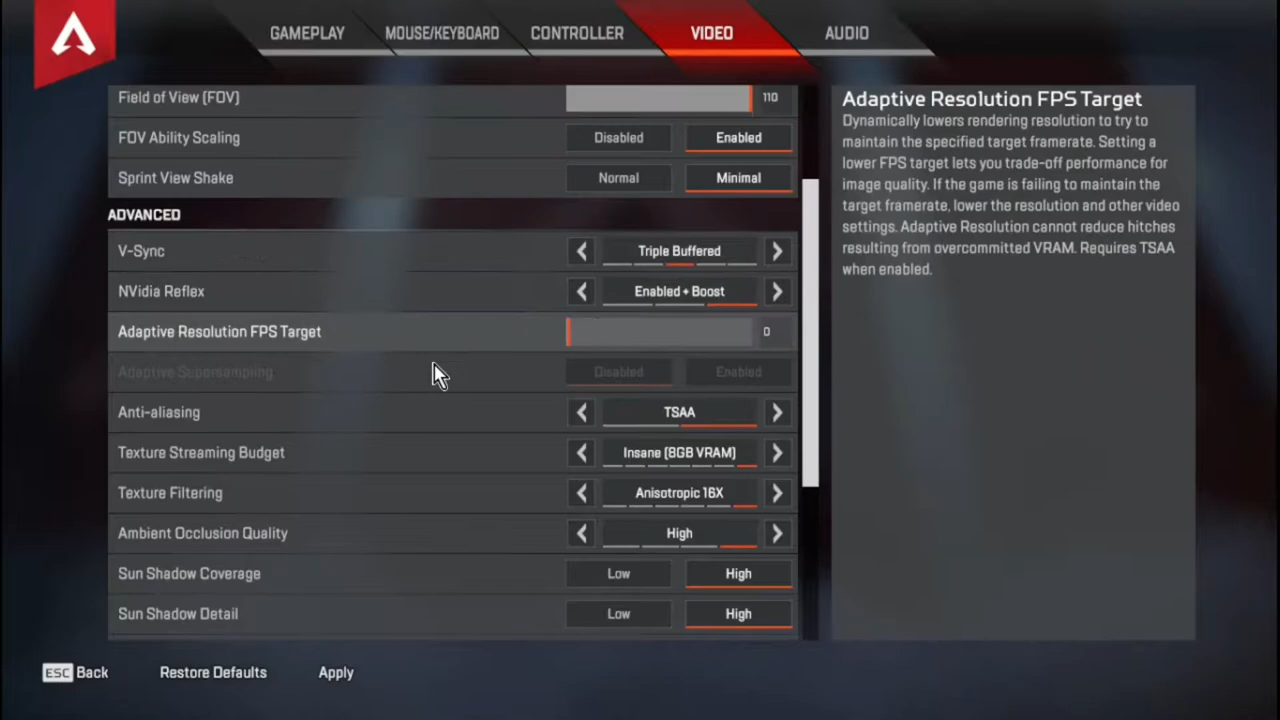 GAMEPLAY MOUSE/KEYBOARD CONTROLLER VIDEO AUDIO
Field of View (FOV) 110
FOV Ability Scaling Disabled Enabled
Sprint View Shake Normal Minimal
ADVANCED
V-Sync Triple Buffered
NVidia Reflex Enabled + Boost
Adaptive Resolution FPS Target 0
Adaptive Supersampling Disabled Enabled
Anti-aliasing TSAA
Texture Streaming Budget Insane (8GB VRAM)
Texture Filtering Anisotropic 16X
Ambient Occlusion Quality High
Sun Shadow Coverage Low High
Sun Shadow Detail Low High
Adaptive Resolution FPS Target
Dynamically lowers rendering resolution to try to
maintain the specified target framerate. Setting a
lower FPS target lets you trade-off performance for
image quality. If the game is failing to maintain the
target framerate, lower the resolution and other video
settings. Adaptive Resolution cannot reduce hitches
resulting from overcommitted VRAM. Requires TSAA
when enabled.
ESC Back Restore Defaults Apply